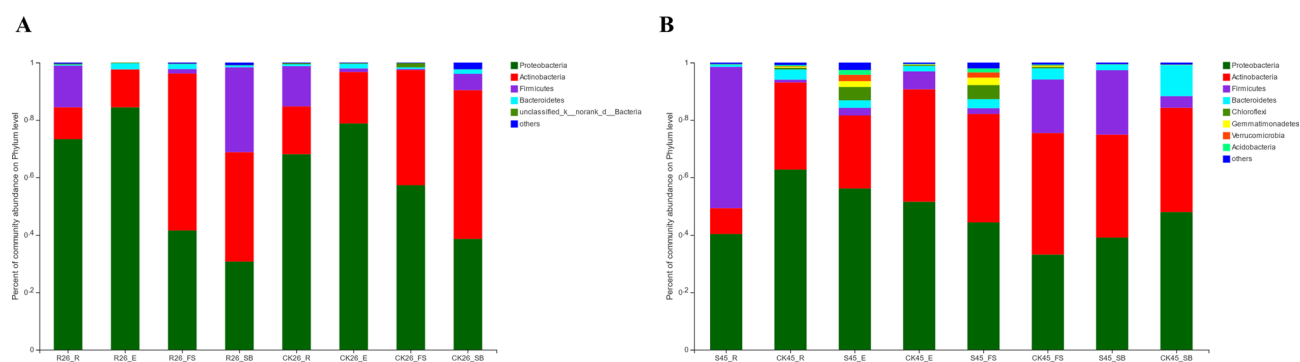 A
Percent of community abundance on Phylum level
1
0.8
0.6
0.4
0.2
0
R26_R
R26_E
R26_FS
R26_SB
CK26_R
CK26_E
CK26_FS
CK26_SB
Proteobacteria
Actinobacteria
Firmicutes
Bacteroidetes
unclassified_k__norank_d__Bacteria
others
B
Percent of community abundance on Phylum level
1
0.8
0.6
0.4
0.2
0
S45_R
CK45_R
S45_E
CK45_E
S45_FS
CK45_FS
S45_SB
CK45_SB
Proteobacteria
Actinobacteria
Firmicutes
Bacteroidetes
Chloroflexi
Gemmatimonadetes
Verrucomicrobia
Acidobacteria
others